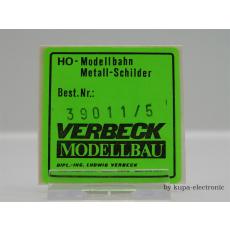 HO-Modellbahn
Metall-Schilder
Best.Nr.:
39011/5
VERBECK
MODELLBAU
DIPL.-ING. LUDWIG VERBECK
by kupa-electronic